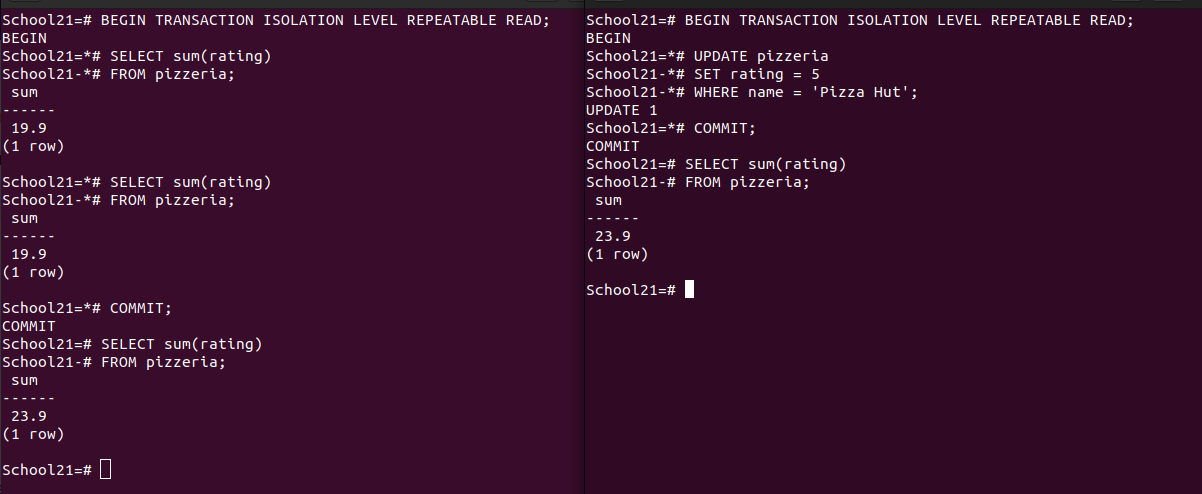 School21=# BEGIN TRANSACTION ISOLATION LEVEL REPEATABLE READ;
BEGIN
School21=*# SELECT sum(rating)
School21-*# FROM pizzeria;
 sum
------
 19.9
(1 row)

School21=*# SELECT sum(rating)
School21-*# FROM pizzeria;
 sum
------
 19.9
(1 row)

School21=*# COMMIT;
COMMIT
School21=# SELECT sum(rating)
School21-# FROM pizzeria;
 sum
------
 23.9
(1 row)

School21=#
School21=# BEGIN TRANSACTION ISOLATION LEVEL REPEATABLE READ;
BEGIN
School21=*# UPDATE pizzeria
School21-*# SET rating = 5
School21-*# WHERE name = 'Pizza Hut';
UPDATE 1
School21=*# COMMIT;
COMMIT
School21=# SELECT sum(rating)
School21-# FROM pizzeria;
 sum
------
 23.9
(1 row)

School21=#